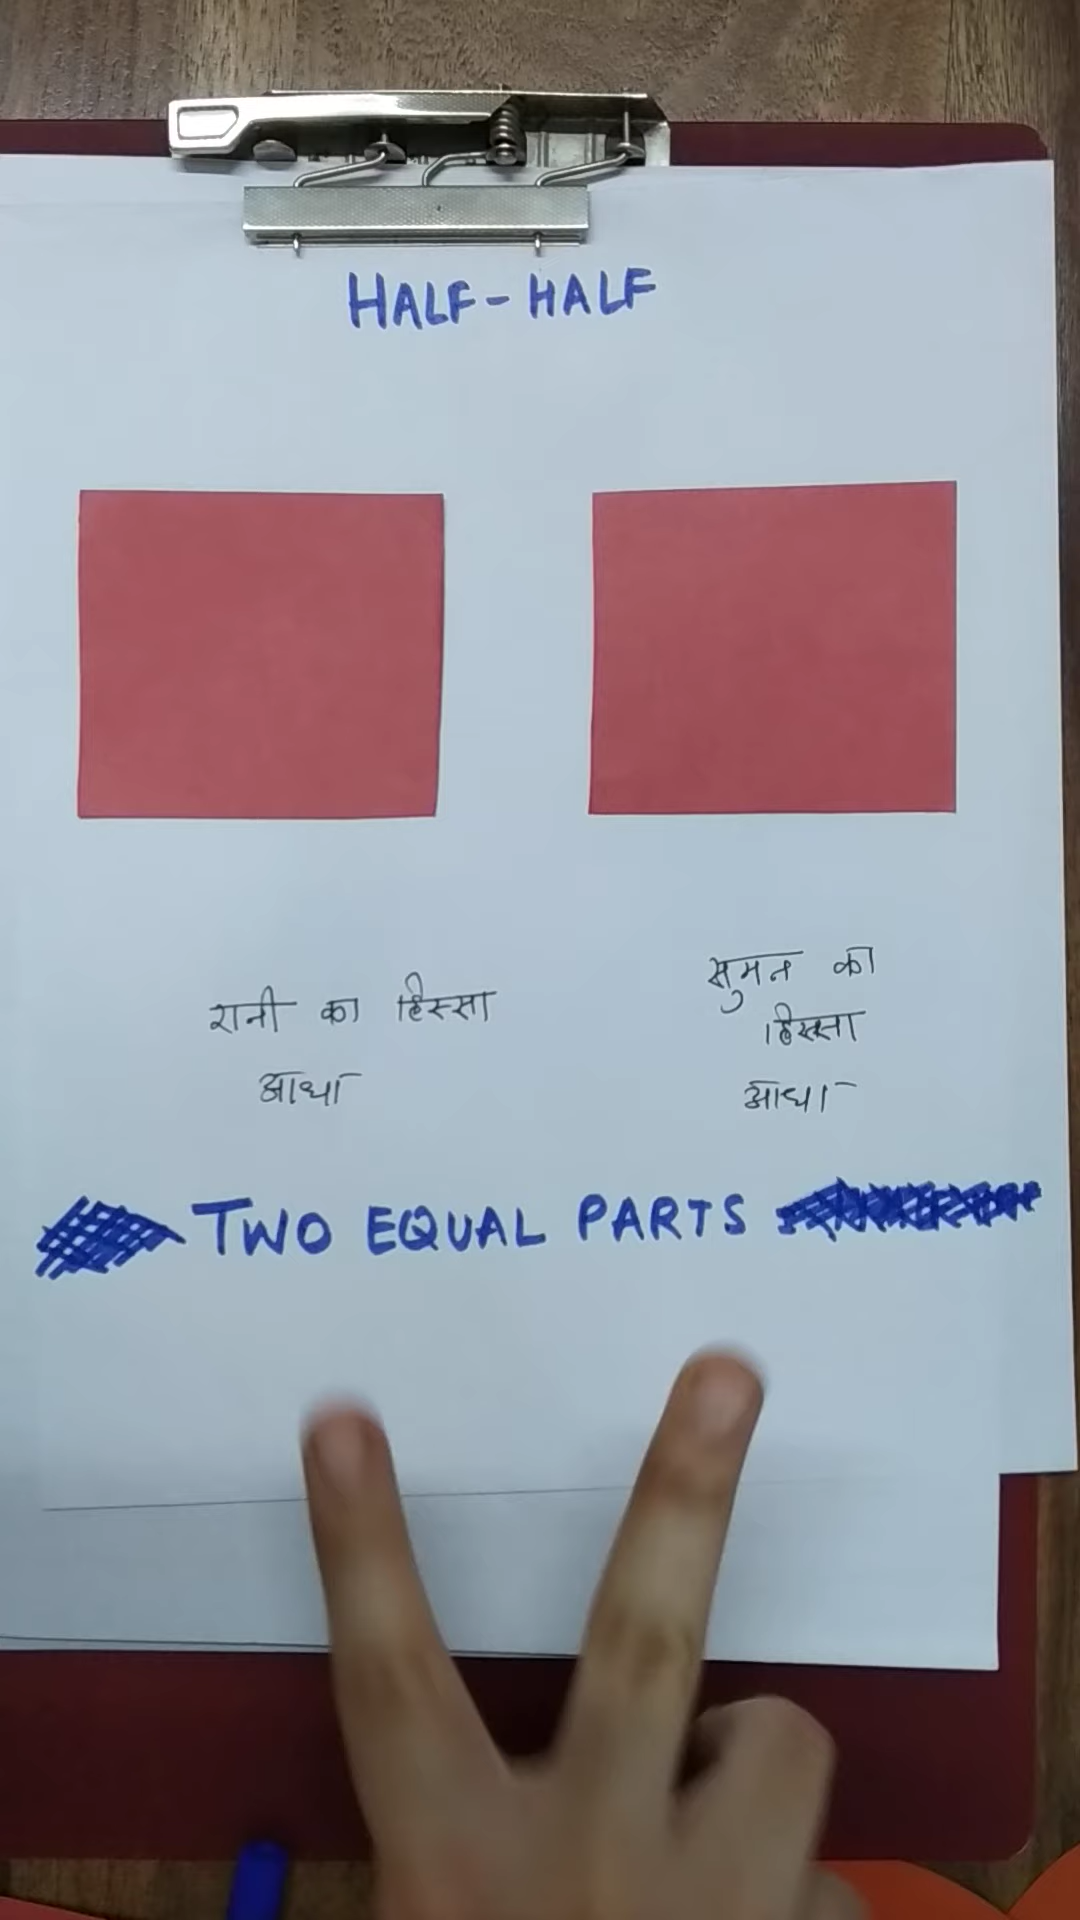 HALF-HALF
रानी का हिस्सा
आधा
सुमन का
हिस्सा
आधा
TWO EQUAL PARTS